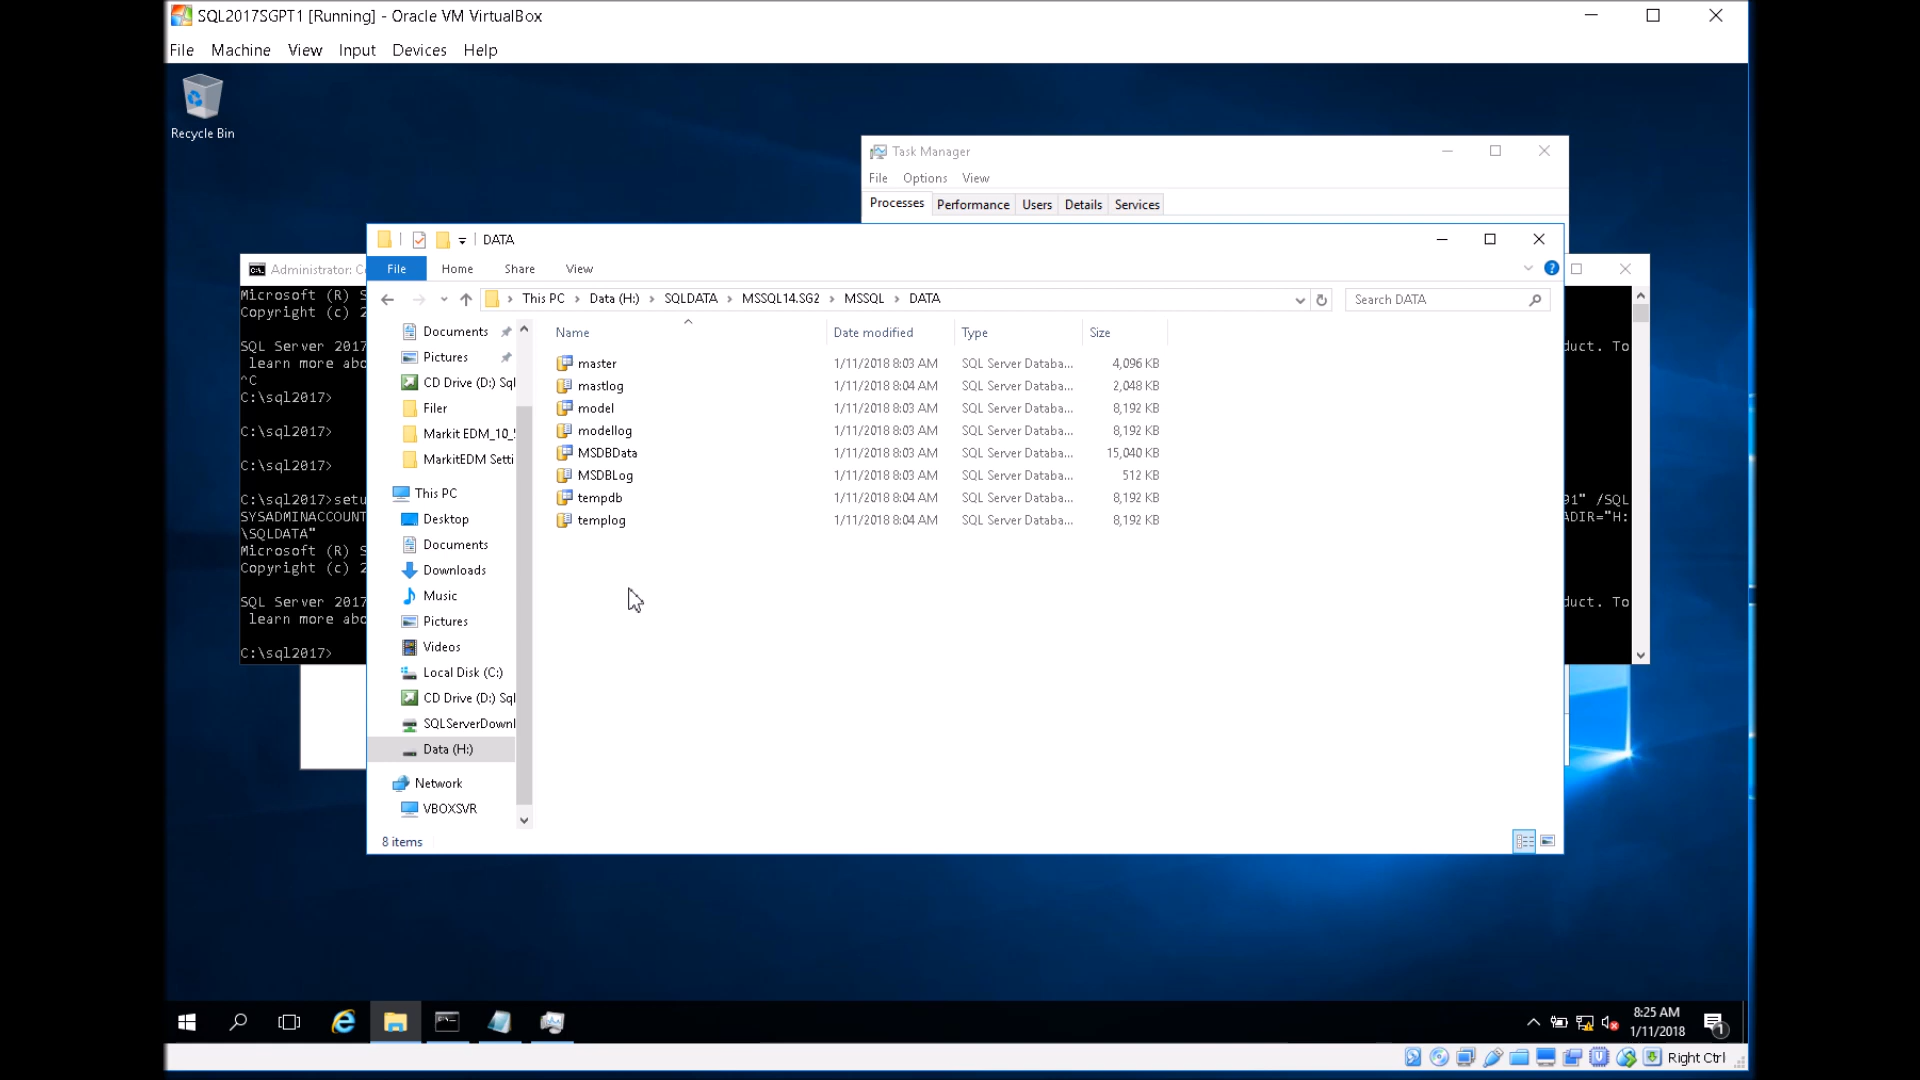 SQL2017SGPT1 [Running] - Oracle VM VirtualBox
File Machine View Input Devices Help
Recycle Bin
Task Manager
File Options View
Processes Performance Users Details Services
DATA
Administrator: C
File Home Share View
Microsoft (R) S
Copyright (c) 2
This PC › Data (H:) › SQLDATA › MSSQL14.SG2 › MSSQL › DATA
Search DATA
SQL Server 2017
duct. To
learn more abo
^C
C:\sql2017>
C:\sql2017>
C:\sql2017>
C:\sql2017>setu
91" /SQL
SYSADMINACCOUNT
ADIR="H:
\SQLDATA"
Microsoft (R) S
Copyright (c) 2
SQL Server 2017
duct. To
learn more abo
C:\sql2017>
Documents
Pictures
CD Drive (D:) Sql
Filer
Markit EDM_10_5
MarkitEDM Setti
This PC
Desktop
Documents
Downloads
Music
Pictures
Videos
Local Disk (C:)
CD Drive (D:) Sql
SQLServerDownl
Data (H:)
Network
VBOXSVR
Name Date modified Type Size
master 1/11/2018 8:03 AM SQL Server Databa... 4,096 KB
mastlog 1/11/2018 8:04 AM SQL Server Databa... 2,048 KB
model 1/11/2018 8:03 AM SQL Server Databa... 8,192 KB
modellog 1/11/2018 8:03 AM SQL Server Databa... 8,192 KB
MSDBData 1/11/2018 8:03 AM SQL Server Databa... 15,040 KB
MSDBLog 1/11/2018 8:03 AM SQL Server Databa... 512 KB
tempdb 1/11/2018 8:04 AM SQL Server Databa... 8,192 KB
templog 1/11/2018 8:04 AM SQL Server Databa... 8,192 KB
8 items
8:25 AM
1/11/2018
1
Right Ctrl